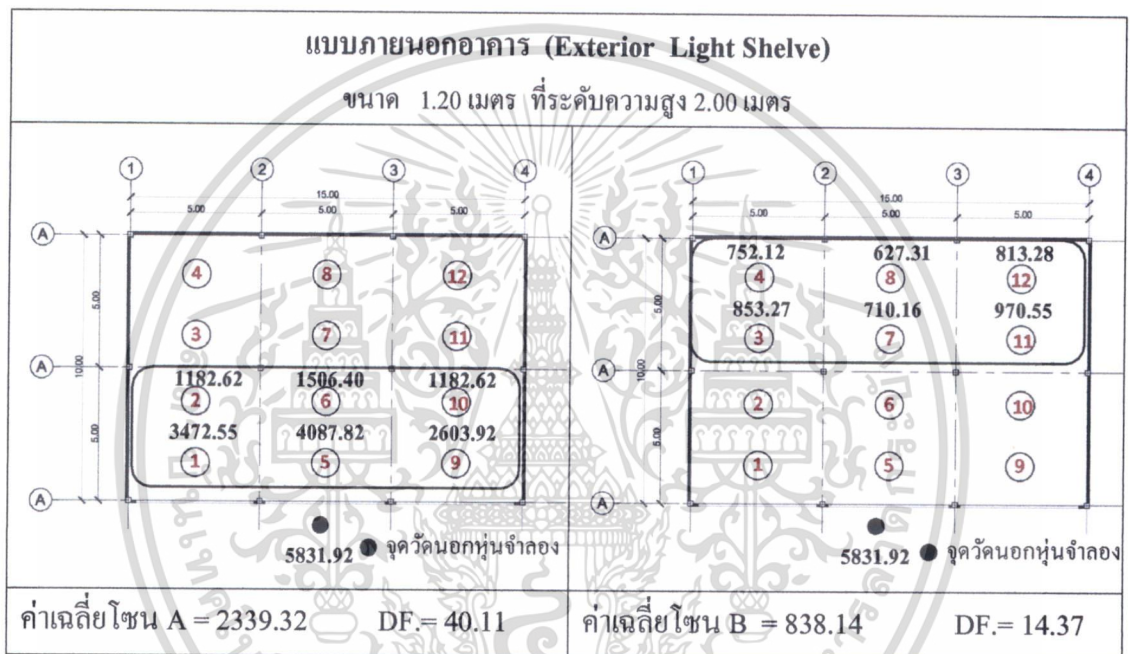 แบบภายนอกอาคาร (Exterior Light Shelve)
ขนาด 1.20 เมตร ที่ระดับความสูง 2.00 เมตร
1 2 3 4
15.00
5.00 5.00 5.00
A
4 8 12
5.00
3 7 11
10.00
A
1182.62 1506.40 1182.62
2 6 10
3472.55 4087.82 2603.92
5.00
1 5 9
A
5831.92 จุดวัดนอกหุ่นจำลอง
ค่าเฉลี่ยโซน A = 2339.32 DF.= 40.11
1 2 3 4
15.00
5.00 5.00 5.00
A
752.12 627.31 813.28
4 8 12
5.00
853.27 710.16 970.55
3 7 11
10.00
A
2 6 10
5.00
1 5 9
A
5831.92 จุดวัดนอกหุ่นจำลอง
ค่าเฉลี่ยโซน B = 838.14 DF.= 14.37